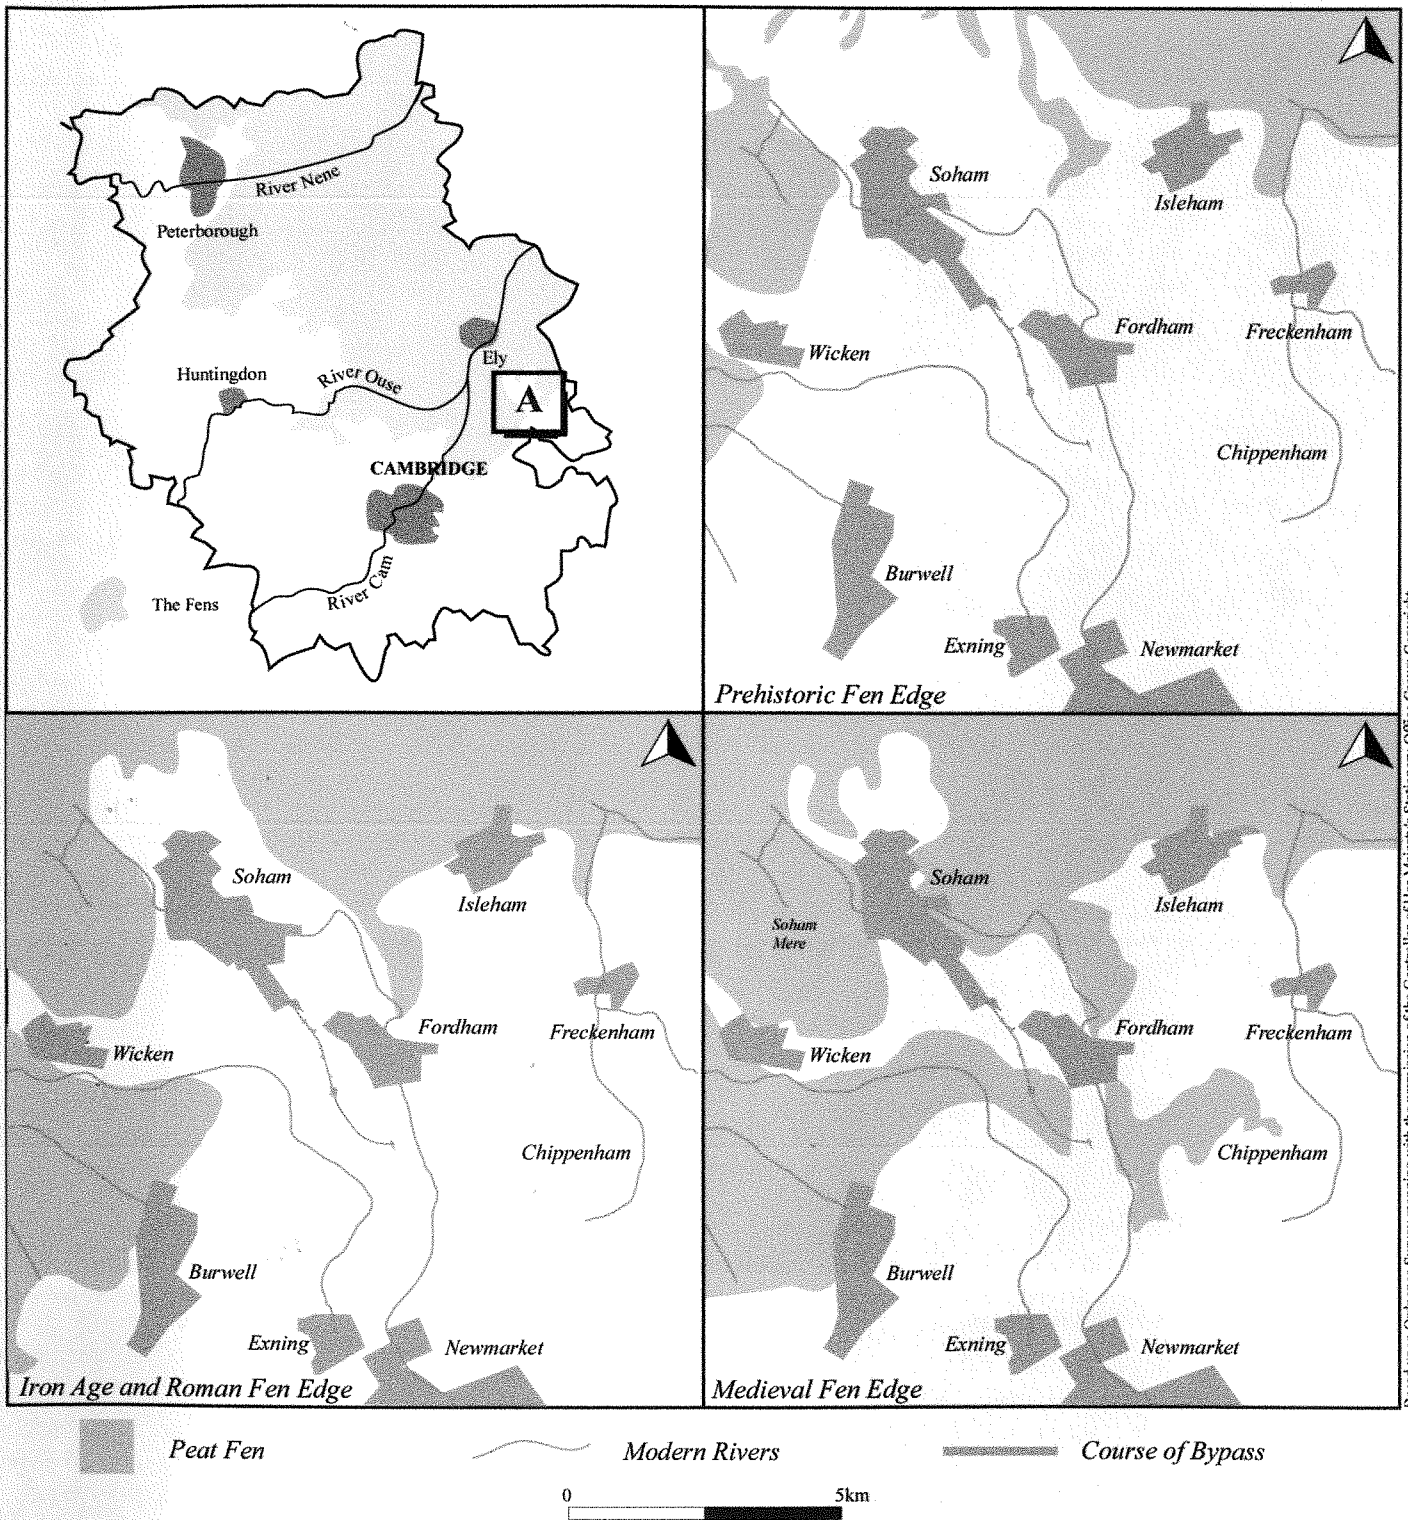 River Nene
Peterborough
Huntingdon
River Ouse
Ely
A
CAMBRIDGE
River Cam
The Fens
Soham
Isleham
Fordham
Freckenham
Wicken
Chippenham
Burwell
Exning
Newmarket
Prehistoric Fen Edge
Soham
Isleham
Fordham
Freckenham
Wicken
Chippenham
Burwell
Exning
Newmarket
Iron Age and Roman Fen Edge
Soham
Isleham
Soham
Mere
Fordham
Freckenham
Wicken
Chippenham
Burwell
Exning
Newmarket
Medieval Fen Edge
Peat Fen
Modern Rivers
Course of Bypass
0
5km